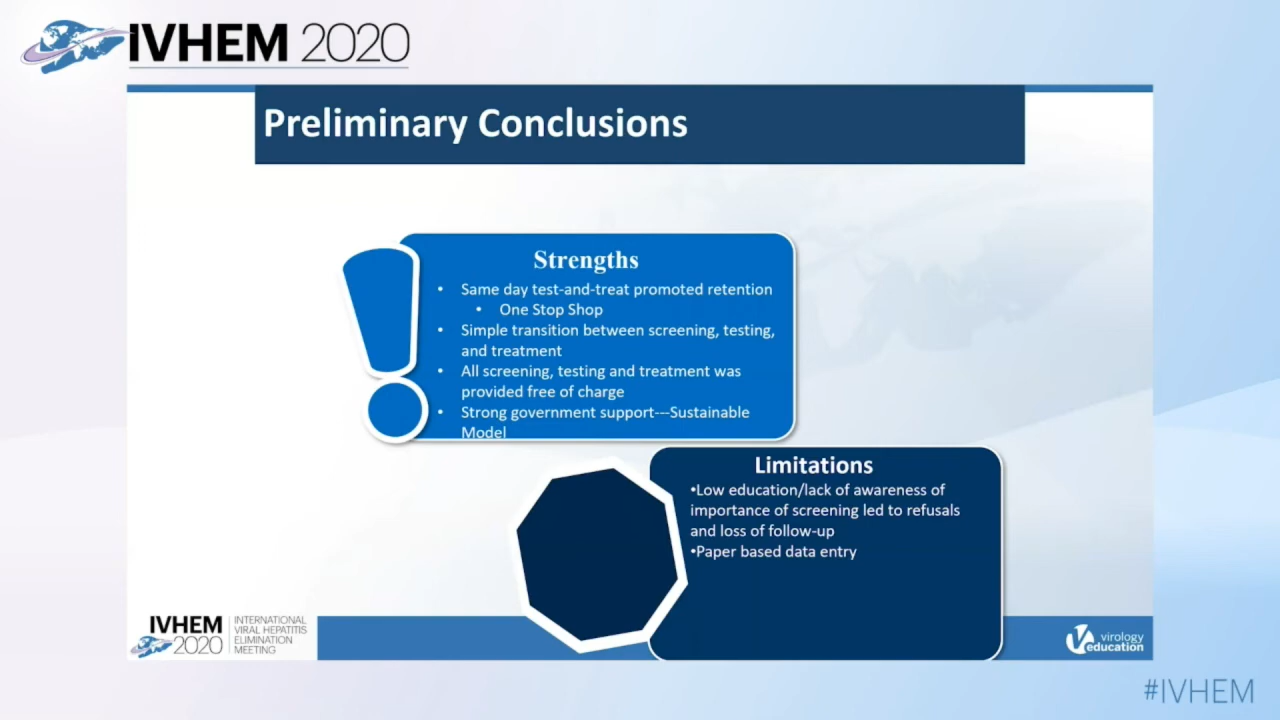 IVHEM 2020
Preliminary Conclusions
Strengths
• Same day test-and-treat promoted retention
• One Stop Shop
• Simple transition between screening, testing,
and treatment
• All screening, testing and treatment was
provided free of charge
• Strong government support---Sustainable
Model
Limitations
•Low education/lack of awareness of
importance of screening led to refusals
and loss of follow-up
•Paper based data entry
IVHEM
2020
INTERNATIONAL
VIRAL HEPATITIS
ELIMINATION
MEETING
virology
education
#IVHEM